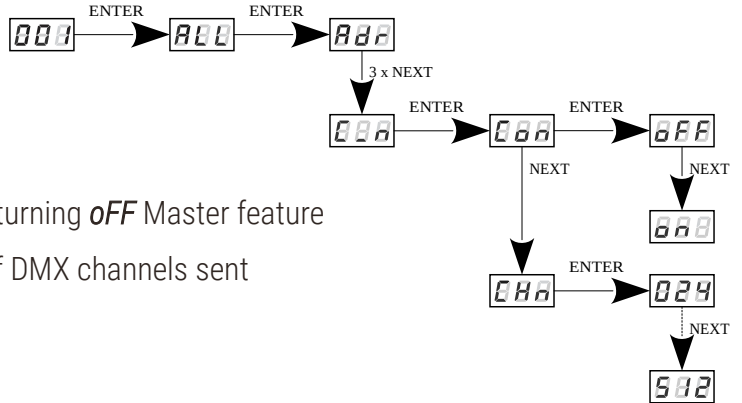 ENTER ENTER
001 ALL Adr
3 x NEXT
ENTER ENTER
C_n Con oFF
NEXT NEXT
turning oFF Master feature
on
f DMX channels sent
ENTER
CHn 024
NEXT
512